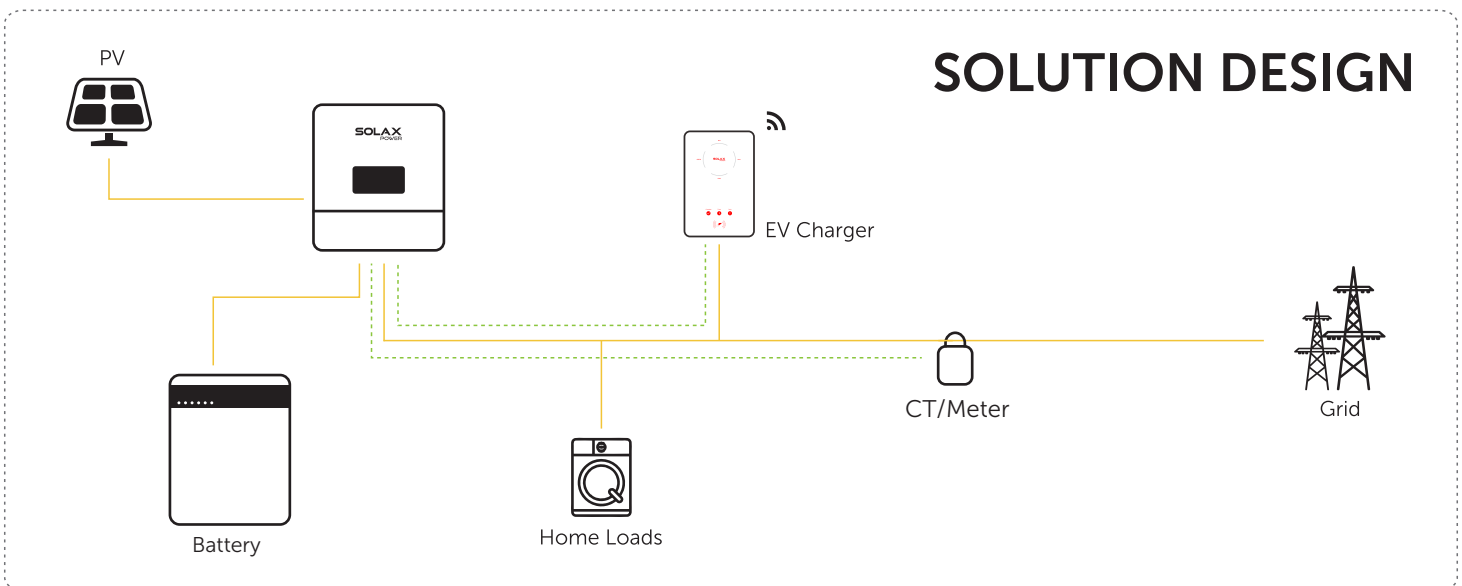 SOLUTION DESIGN
PV
SOLAX
POWER
EV Charger
CT/Meter
Grid
Home Loads
Battery